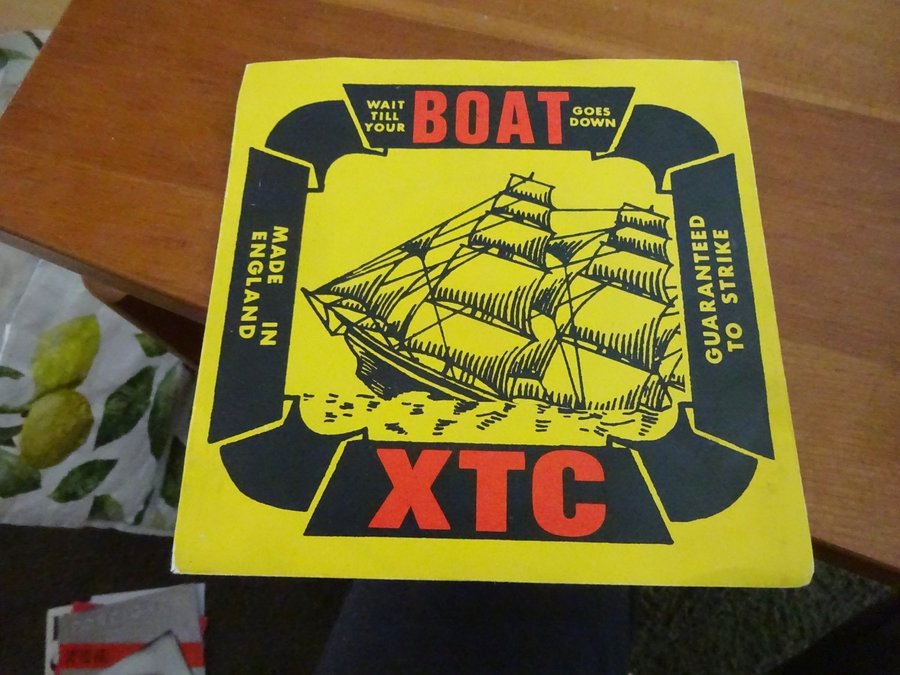 WAIT
TILL
YOUR
BOAT
GOES
DOWN
MADE IN
ENGLAND
GUARANTEED
TO STRIKE
XTC